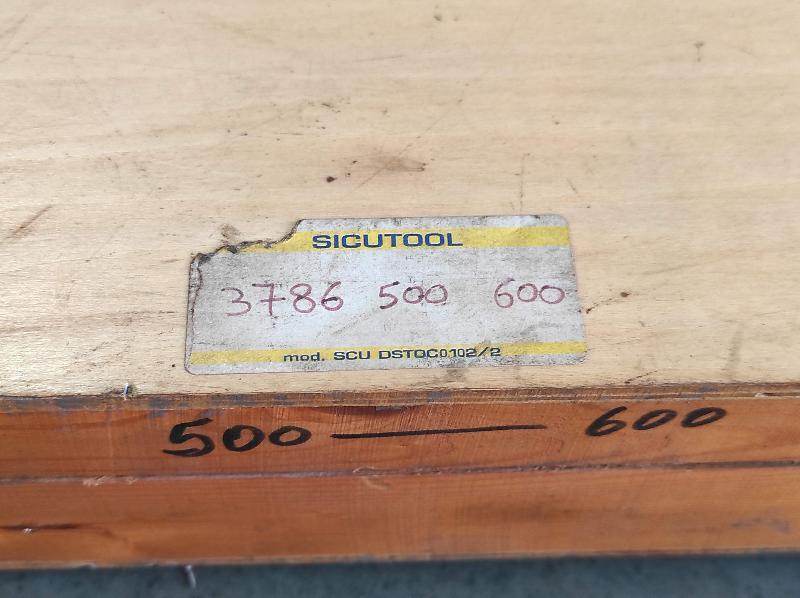 SICUTOOL
3786 500 600
mod. SCU DSTOC0102/2
500 — 600